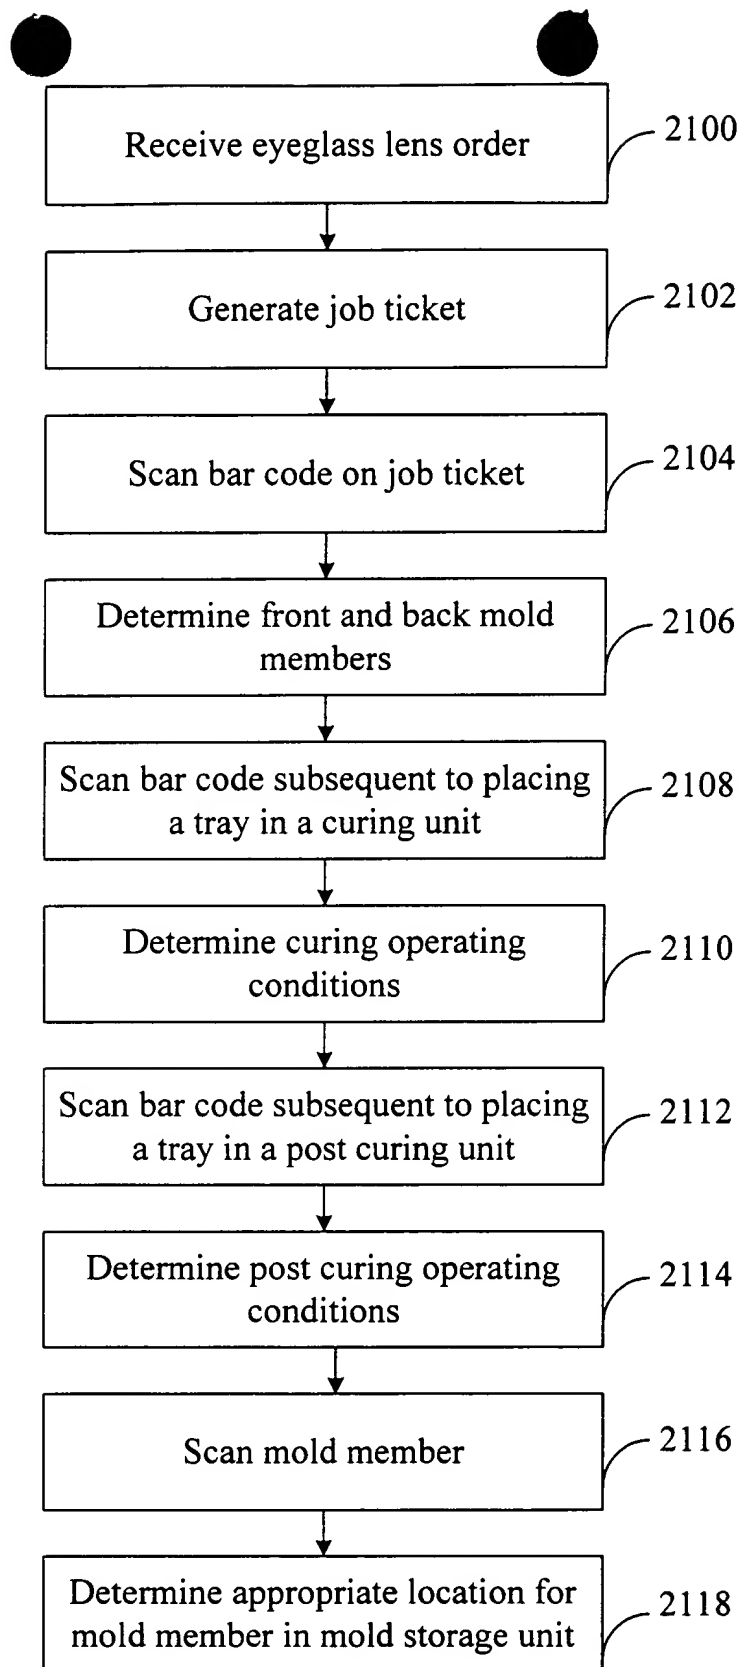 Receive eyeglass lens order
2100
Generate job ticket
2102
Scan bar code on job ticket
2104
Determine front and back mold
members
2106
Scan bar code subsequent to placing
a tray in a curing unit
2108
Determine curing operating
conditions
2110
Scan bar code subsequent to placing
a tray in a post curing unit
2112
Determine post curing operating
conditions
2114
Scan mold member
2116
Determine appropriate location for
mold member in mold storage unit
2118